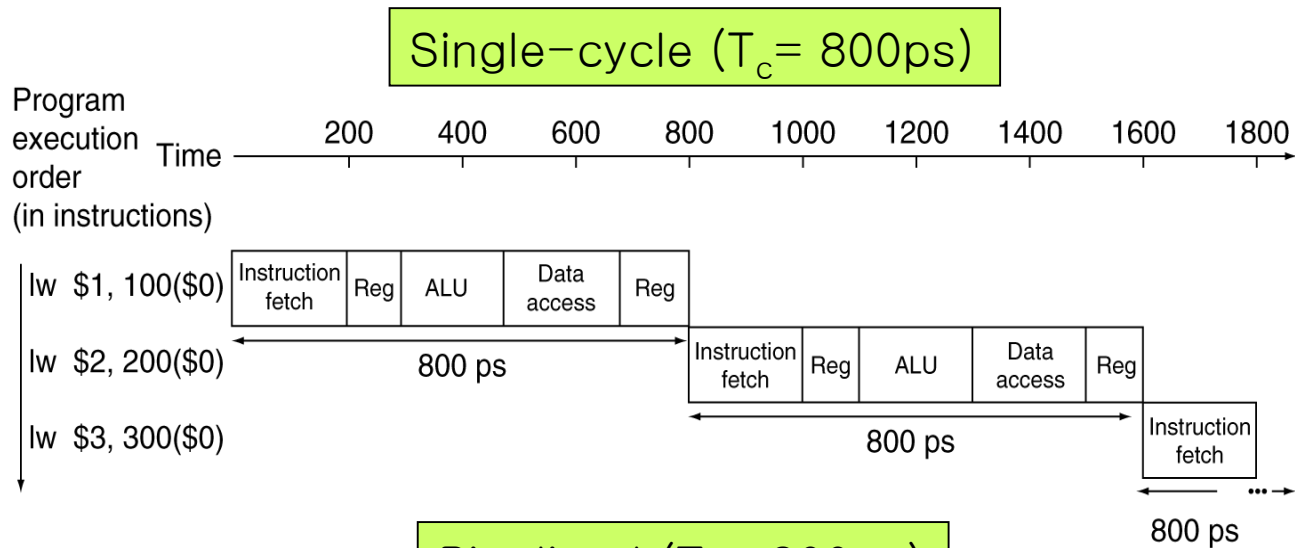 Single-cycle (Tc= 800ps)
Program
execution
order
(in instructions)
Time
200 400 600 800 1000 1200 1400 1600 1800
lw $1, 100($0)
Instruction
fetch
Reg
ALU
Data
access
Reg
800 ps
lw $2, 200($0)
Instruction
fetch
Reg
ALU
Data
access
Reg
800 ps
lw $3, 300($0)
Instruction
fetch
...
800 ps